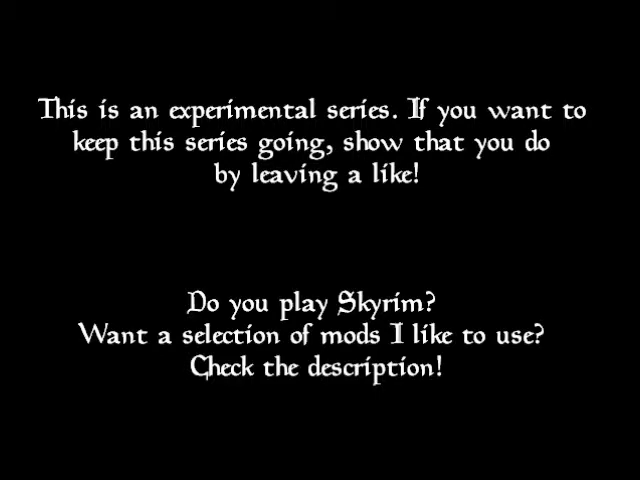 This is an experimental series. If you want to
keep this series going, show that you do
by leaving a like!
Do you play Skyrim?
Want a selection of mods I like to use?
Check the description!